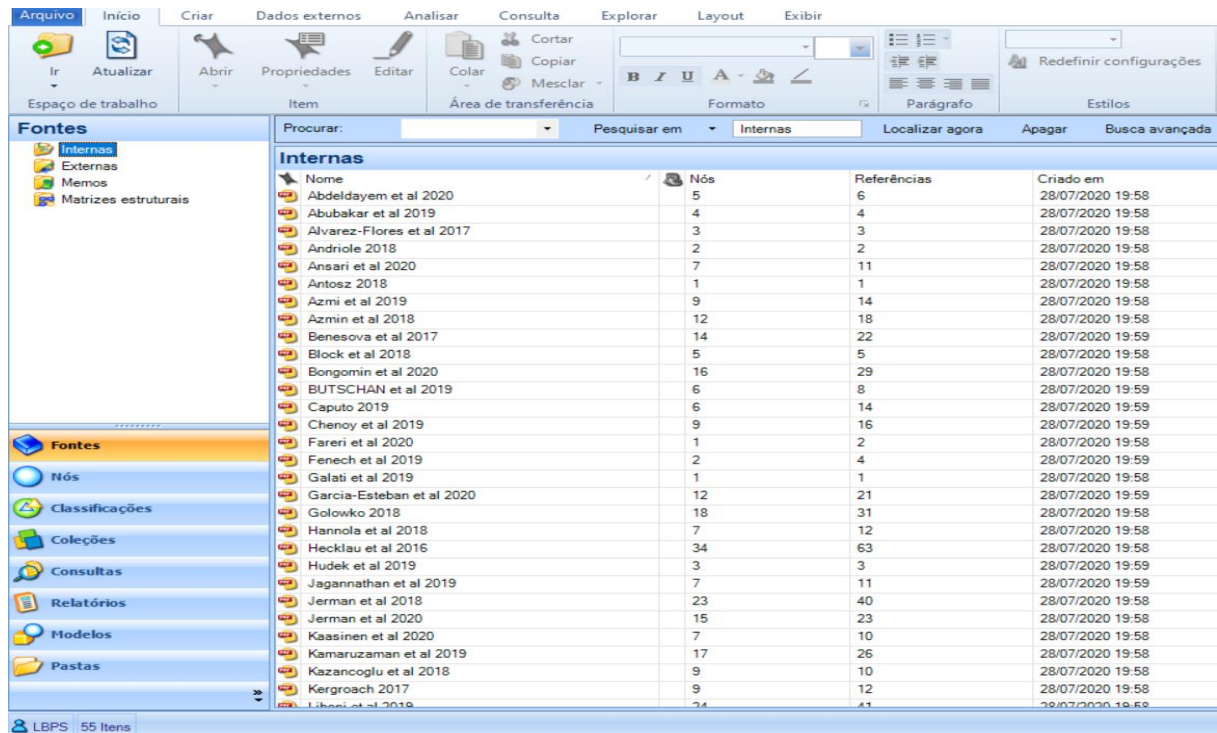 Arquivo Início Criar Dados externos Analisar Consulta Explorar Layout Exibir
Ir Atualizar Abrir Propriedades Editar Colar Cortar Copiar Mesclar B I U A Redefinir configurações
Espaço de trabalho Item Área de transferência Formato Parágrafo Estilos
Fontes
Internas
Externas
Memos
Matrizes estruturais
Fontes
Nós
Classificações
Coleções
Consultas
Relatórios
Modelos
Pastas
Procurar: Pesquisar em Internas Localizar agora Apagar Busca avançada
Internas
Nome Nós Referências Criado em
Abdeldayem et al 2020 5 6 28/07/2020 19:58
Abubakar et al 2019 4 4 28/07/2020 19:58
Alvarez-Flores et al 2017 3 3 28/07/2020 19:58
Andriole 2018 2 2 28/07/2020 19:58
Ansari et al 2020 7 11 28/07/2020 19:58
Antosz 2018 1 1 28/07/2020 19:58
Azmi et al 2019 9 14 28/07/2020 19:58
Azmin et al 2018 12 18 28/07/2020 19:58
Benesova et al 2017 14 22 28/07/2020 19:59
Block et al 2018 5 5 28/07/2020 19:58
Bongomin et al 2020 16 29 28/07/2020 19:58
BUTSCHAN et al 2019 6 8 28/07/2020 19:59
Caputo 2019 6 14 28/07/2020 19:59
Chenoy et al 2019 9 16 28/07/2020 19:59
Fareri et al 2020 1 2 28/07/2020 19:58
Fenech et al 2019 2 4 28/07/2020 19:59
Galati et al 2019 1 1 28/07/2020 19:58
Garcia-Esteban et al 2020 12 21 28/07/2020 19:59
Golowko 2018 18 31 28/07/2020 19:58
Hannola et al 2018 7 12 28/07/2020 19:58
Hecklau et al 2016 34 63 28/07/2020 19:58
Hudek et al 2019 3 3 28/07/2020 19:59
Jagannathan et al 2019 7 11 28/07/2020 19:59
Jerman et al 2018 23 40 28/07/2020 19:58
Jerman et al 2020 15 23 28/07/2020 19:58
Kaasinen et al 2020 7 10 28/07/2020 19:58
Kamaruzaman et al 2019 17 26 28/07/2020 19:58
Kazancoglu et al 2018 9 10 28/07/2020 19:58
Kergroach 2017 9 12 28/07/2020 19:58
et al 2019 24 41 28/07/2020 19:58
LBPS 55 Itens